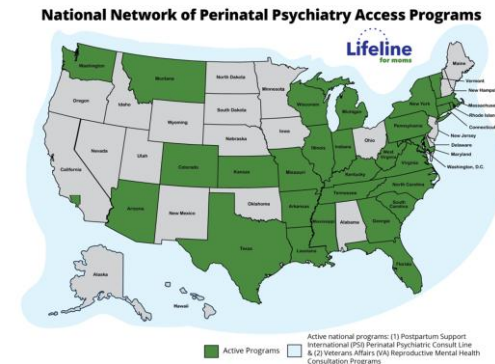 National Network of Perinatal Psychiatry Access Programs
Lifeline
for moms
Washington
Montana
North Dakota
Minnesota
Maine
Oregon
Idaho
South Dakota
Wisconsin
Michigan
New York
Vermont
New Hamp
Massachuse
Rhode Island
Connecticut
Wyoming
Nebraska
Iowa
Pennsylvania
New Jersey
Delaware
Maryland
Washington, D.C.
Nevada
Utah
Colorado
Kansas
Missouri
Illinois
Indiana
Ohio
West
Virginia
Virginia
Kentucky
California
Arizona
New Mexico
Oklahoma
Arkansas
Tennessee
North Carolina
South
Carolina
Texas
Louisiana
Mississippi
Alabama
Georgia
Florida
Alaska
Hawaii
Active Programs
Active national programs: (1) Postpartum Support
International (PSI) Perinatal Psychiatric Consult Line
& (2) Veterans Affairs (VA) Reproductive Mental Health
Consultation Programs